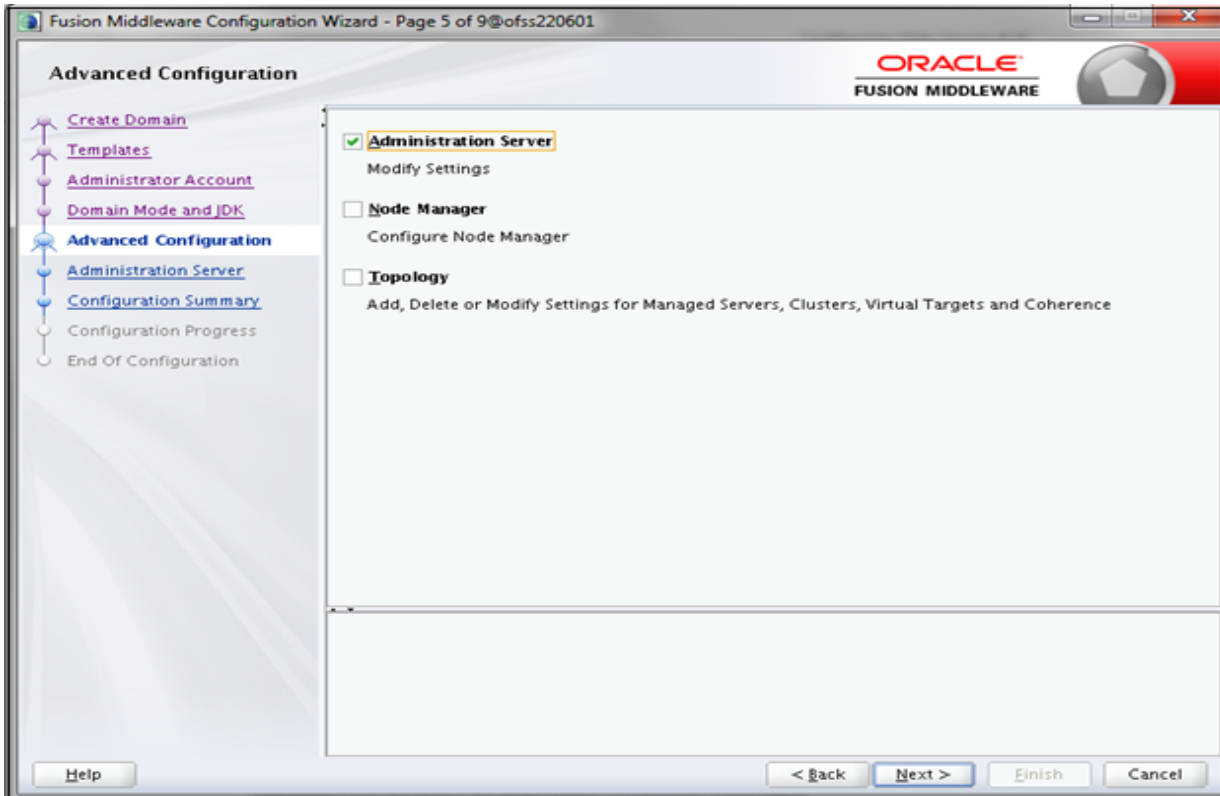 Fusion Middleware Configuration Wizard - Page 5 of 9@ofss220601
Advanced Configuration
ORACLE
FUSION MIDDLEWARE
Create Domain
Templates
Administrator Account
Domain Mode and JDK
Advanced Configuration
Administration Server
Configuration Summary
Configuration Progress
End Of Configuration
Administration Server
Modify Settings
Node Manager
Configure Node Manager
Topology
Add, Delete or Modify Settings for Managed Servers, Clusters, Virtual Targets and Coherence
Help
< Back
Next >
Finish
Cancel